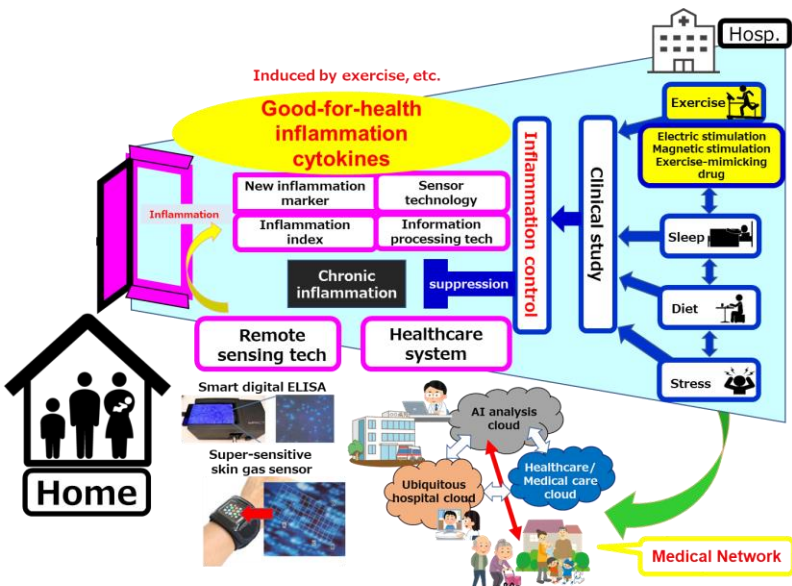 Hosp.
Induced by exercise, etc.
Good-for-health
inflammation
cytokines
Exercise
Electric stimulation
Magnetic stimulation
Exercise-mimicking
drug
New inflammation
marker
Sensor
technology
Inflammation
Inflammation
index
Information
processing tech
Inflammation control
Clinical study
Sleep
Chronic
inflammation
suppression
Diet
Remote
sensing tech
Healthcare
system
Stress
Smart digital ELISA
AI analysis
cloud
Super-sensitive
skin gas sensor
Healthcare/
Medical care
cloud
Ubiquitous
hospital cloud
Home
Medical Network